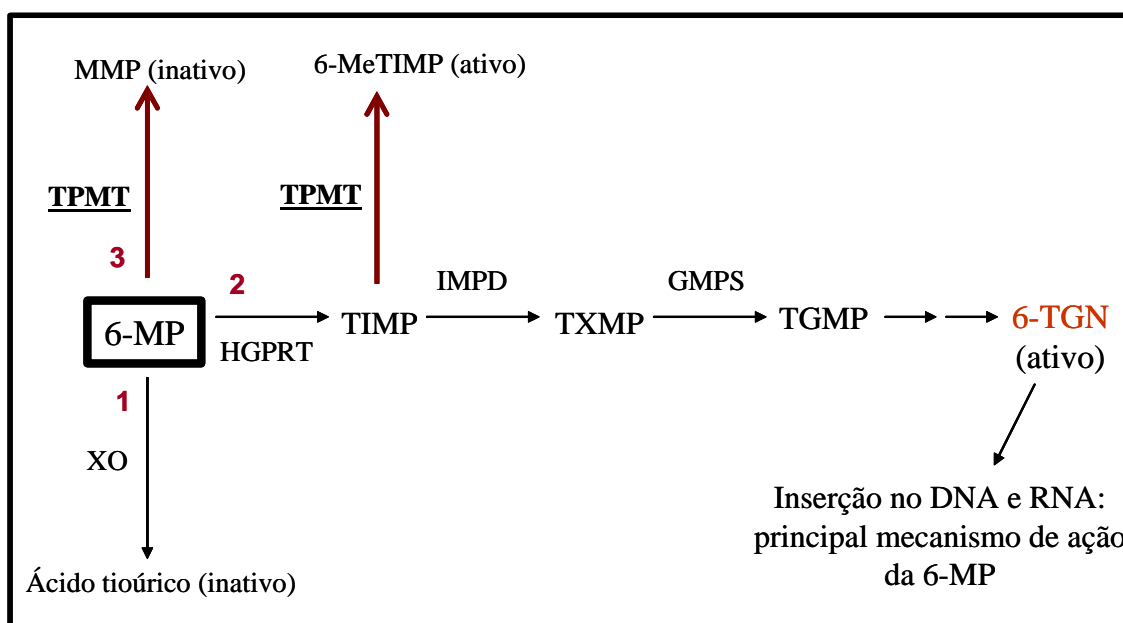 MMP (inativo)
6-MeTIMP (ativo)
TPMT
TPMT
3
2
IMPD
GMPS
6-MP
HGPRT
TIMP
TXMP
TGMP
6-TGN
(ativo)
1
XO
Ácido tioúrico (inativo)
Inserção no DNA e RNA:
principal mecanismo de ação
da 6-MP